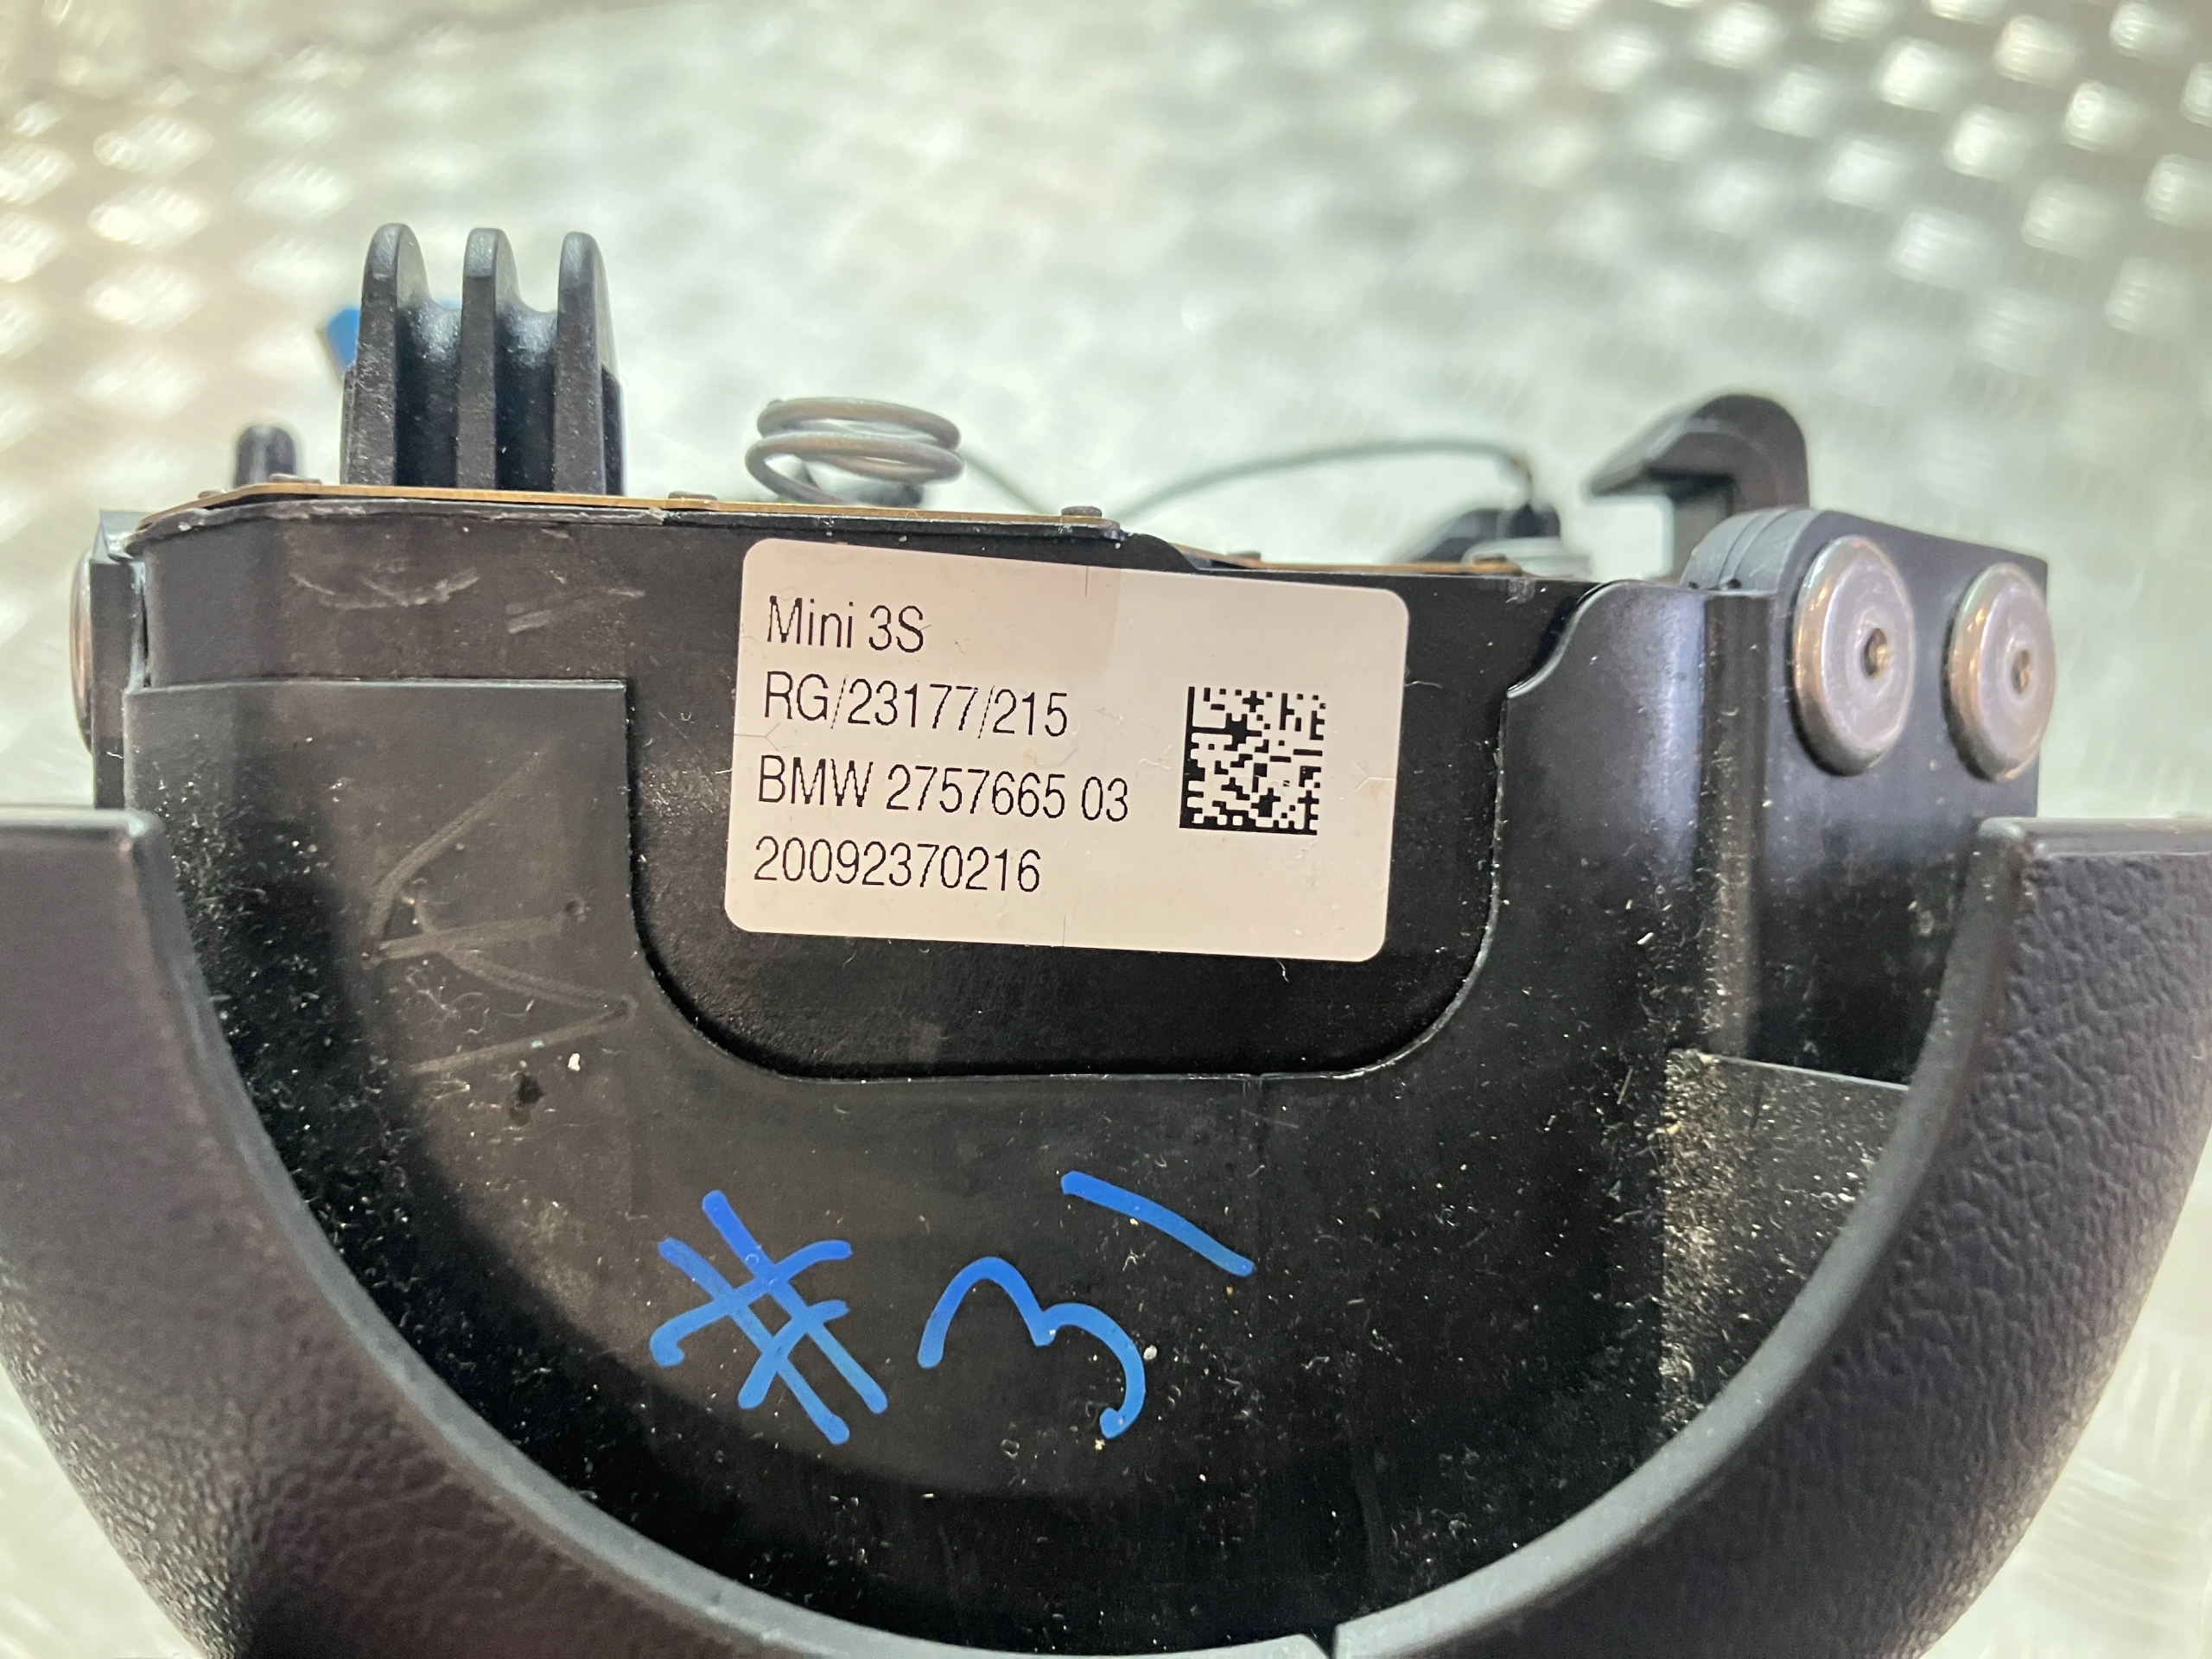 Mini 3S
RG/23177/215
BMW 2757665 03
20092370216
#31